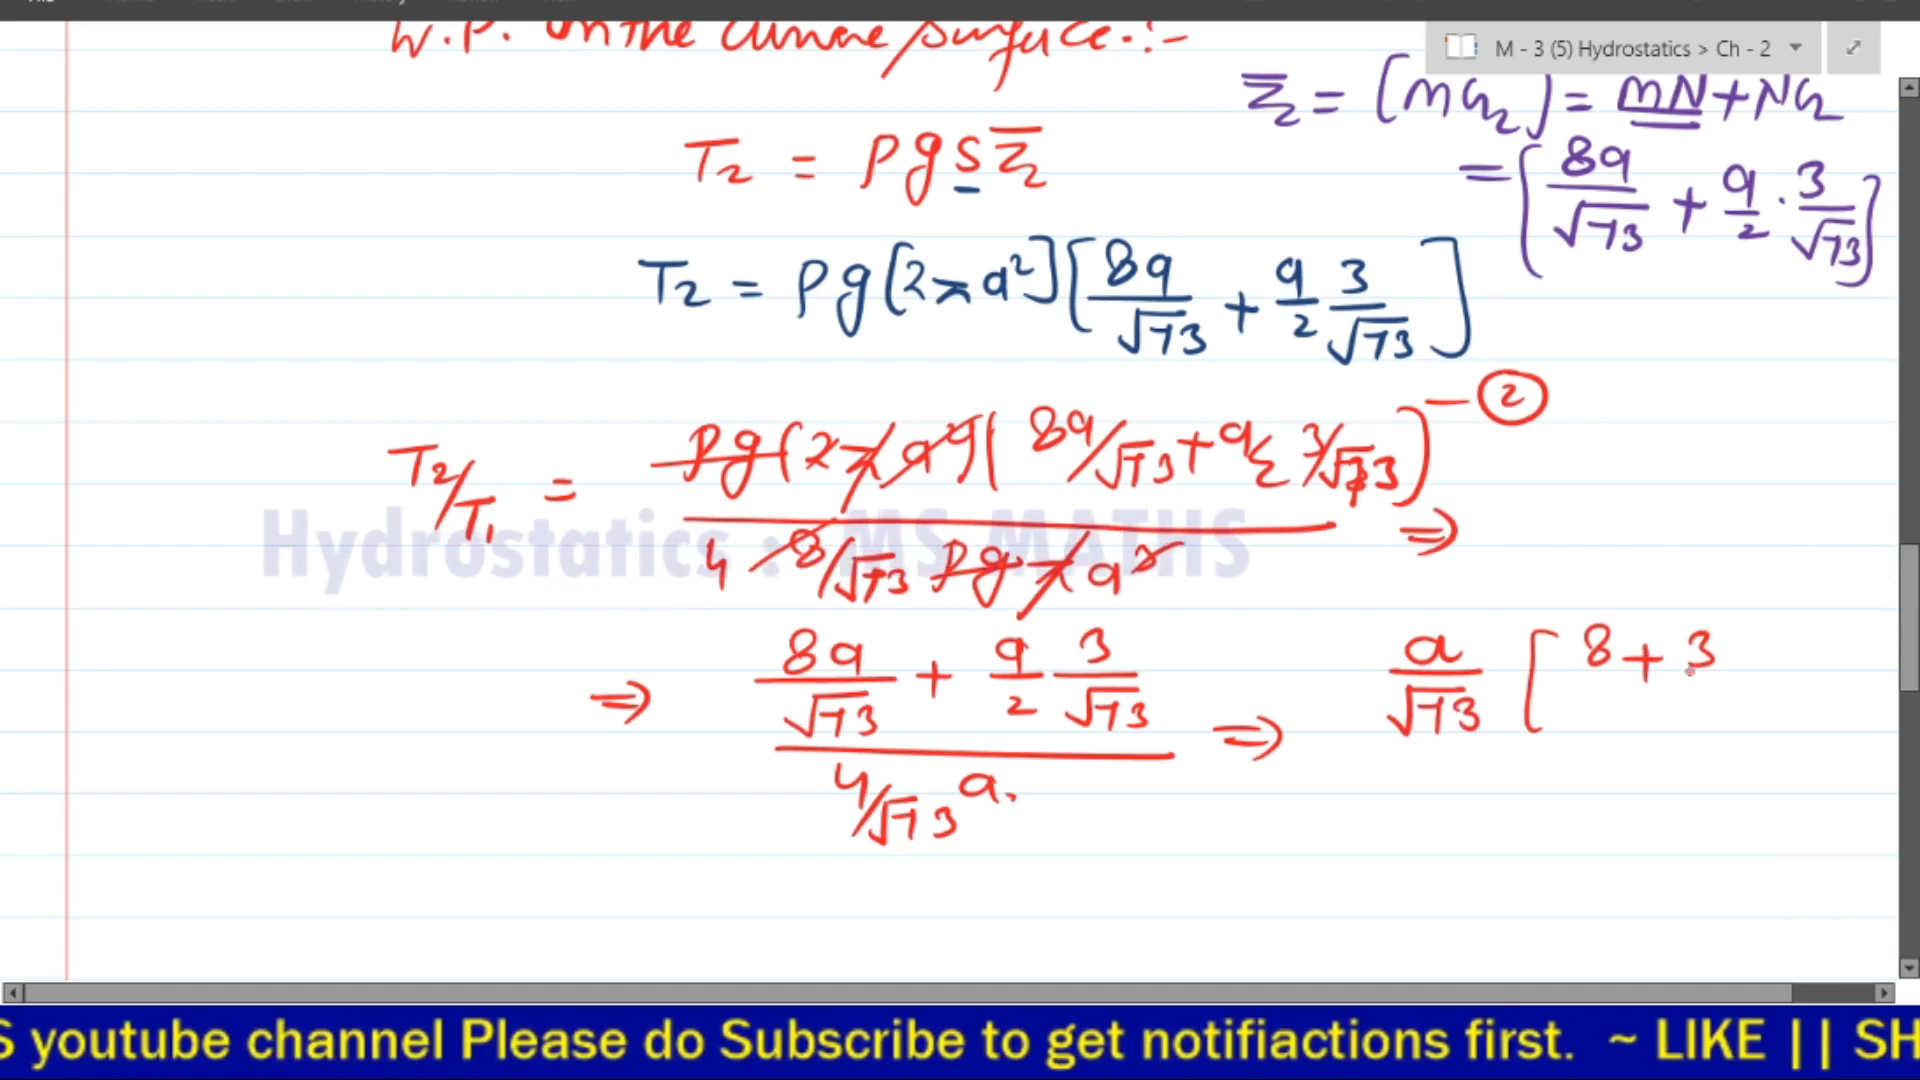 W.P. on the curve surface :-
M - 3 (5) Hydrostatics > Ch - 2
z̅₂ = [MG₂] = MN + NG₂
= [8a/√73 + a/2 · 3/√73]
T₂ = ρg s z̅₂
T₂ = ρg [2πa²] [8a/√73 + a/2 3/√73]
T₂/T₁ = ρg (2πa²) (8a/√73 + a/2 3/√73) / 4 8/√73 ρg π a³ — ②
⇒
Hydrostatics : MS MATHS
⇒ (8a/√73 + a/2 3/√73) / (4/√73 a.) ⇒ a/√73 [8 + 3
S youtube channel Please do Subscribe to get notifiactions first. ~ LIKE || SH